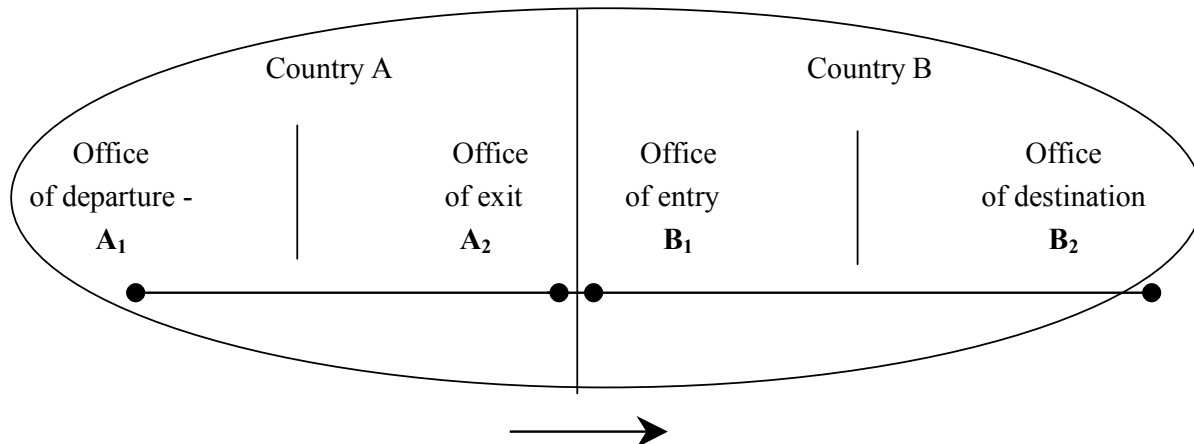 Country A
Country B
Office
of departure -
A₁
Office
of exit
A₂
Office
of entry
B₁
Office
of destination
B₂